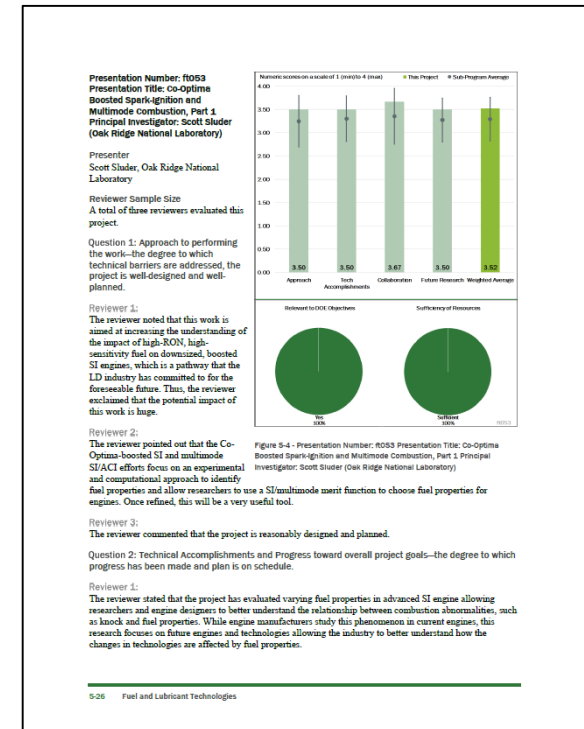 Presentation Number: ft053
Presentation Title: Co-Optima
Boosted Spark-Ignition and
Multimode Combustion, Part 1
Principal Investigator: Scott Sluder
(Oak Ridge National Laboratory)
Presenter
Scott Sluder, Oak Ridge National
Laboratory
Reviewer Sample Size
A total of three reviewers evaluated this
project.
Question 1: Approach to performing
the work—the degree to which
technical barriers are addressed, the
project is well-designed and well-
planned.
Reviewer 1:
The reviewer noted that this work is
aimed at increasing the understanding of
the impact of high-RON, high-
sensitivity fuel on downsized, boosted
SI engines, which is a pathway that the
LD industry has committed to for the
foreseeable future. Thus, the reviewer
exclaimed that the potential impact of
this work is huge.
Reviewer 2:
The reviewer pointed out that the Co-
Optima-boosted SI and multimode
SI/ACI efforts focus on an experimental
and computational approach to identify
fuel properties and allow researchers to use a SI/multimode merit function to choose fuel properties for
engines. Once refined, this will be a very useful tool.
Numeric scores on a scale of 1 (min) to 4 (max)
This Project
Sub-Program Average
4.00
3.50
3.00
2.50
2.00
1.50
1.00
0.50
0.00
3.50 3.50 3.67 3.50 3.52
Approach Tech Accomplishments Collaboration Future Research Weighted Average
Relevant to DOE Objectives
Sufficiency of Resources
Yes
100%
Sufficient
100%
ft053
Figure 5-4 - Presentation Number: ft053 Presentation Title: Co-Optima
Boosted Spark-Ignition and Multimode Combustion, Part 1 Principal
Investigator: Scott Sluder (Oak Ridge National Laboratory)
Reviewer 3:
The reviewer commented that the project is reasonably designed and planned.
Question 2: Technical Accomplishments and Progress toward overall project goals—the degree to which
progress has been made and plan is on schedule.
Reviewer 1:
The reviewer stated that the project has evaluated varying fuel properties in advanced SI engine allowing
researchers and engine designers to better understand the relationship between combustion abnormalities, such
as knock and fuel properties. While engine manufacturers study this phenomenon in current engines, this
research focuses on future engines and technologies allowing the industry to better understand how the
changes in technologies are affected by fuel properties.
5-26 Fuel and Lubricant Technologies